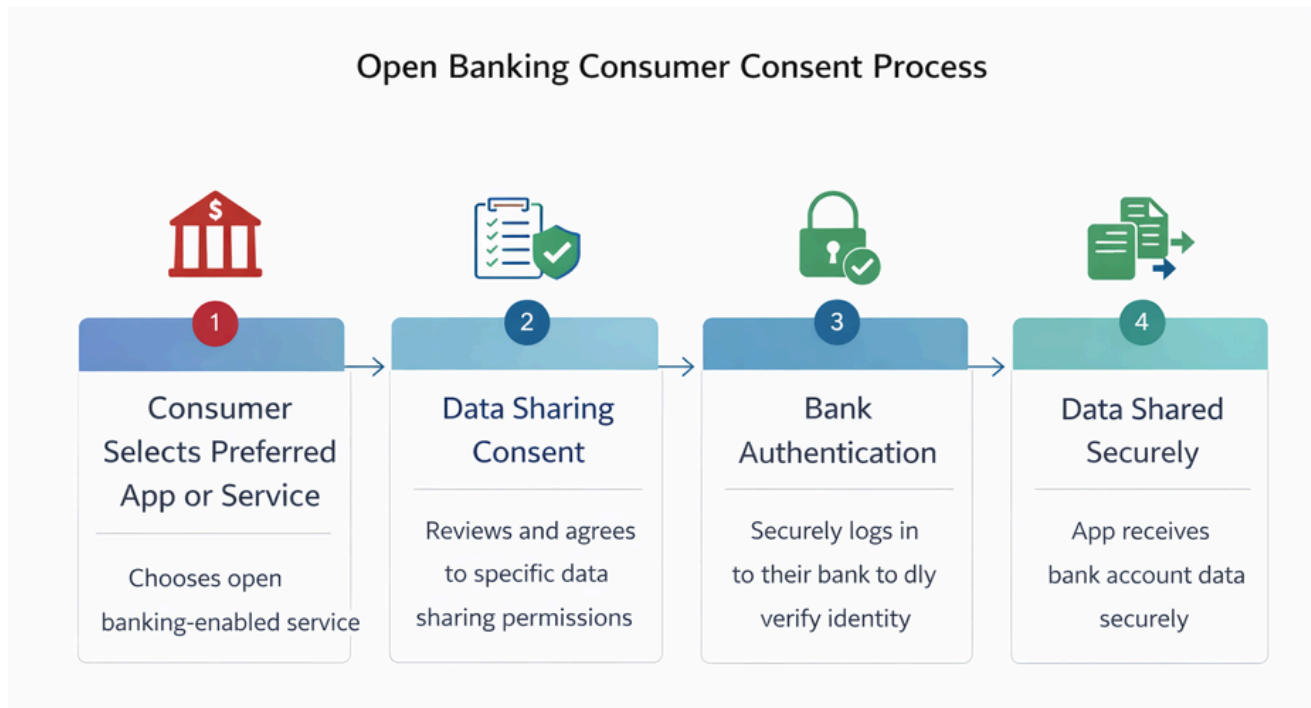 Open Banking Consumer Consent Process
$
1
2
3
4
Consumer
Selects Preferred
App or Service
Chooses open
banking-enabled service
Data Sharing
Consent
Reviews and agrees
to specific data
sharing permissions
Bank
Authentication
Securely logs in
to their bank to dly
verify identity
Data Shared
Securely
App receives
bank account data
securely